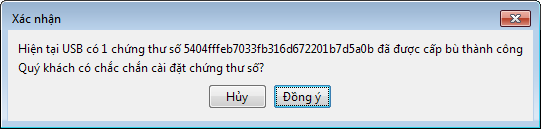 Xác nhận
Hiện tại USB có 1 chứng thư số 5404fffeb7033fb316d672201b7d5a0b đã được cấp bù thành công
Quý khách có chắc chắn cài đặt chứng thư số?
Hủy Đồng ý